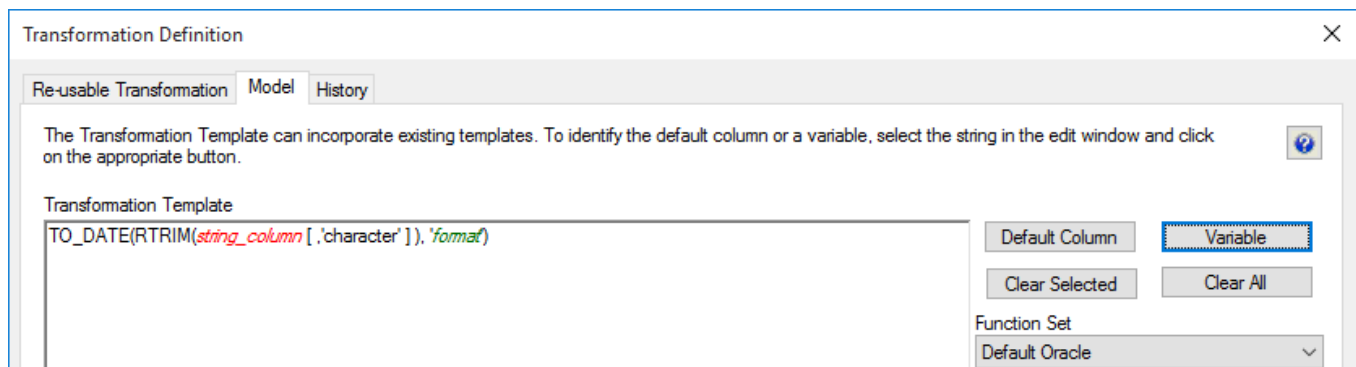 Transformation Definition
Re-usable Transformation Model History
The Transformation Template can incorporate existing templates. To identify the default column or a variable, select the string in the edit window and click
on the appropriate button.
Transformation Template
TO_DATE(RTRIM(string_column [ ,'character' ] ), 'format')
Default Column Variable
Clear Selected Clear All
Function Set
Default Oracle